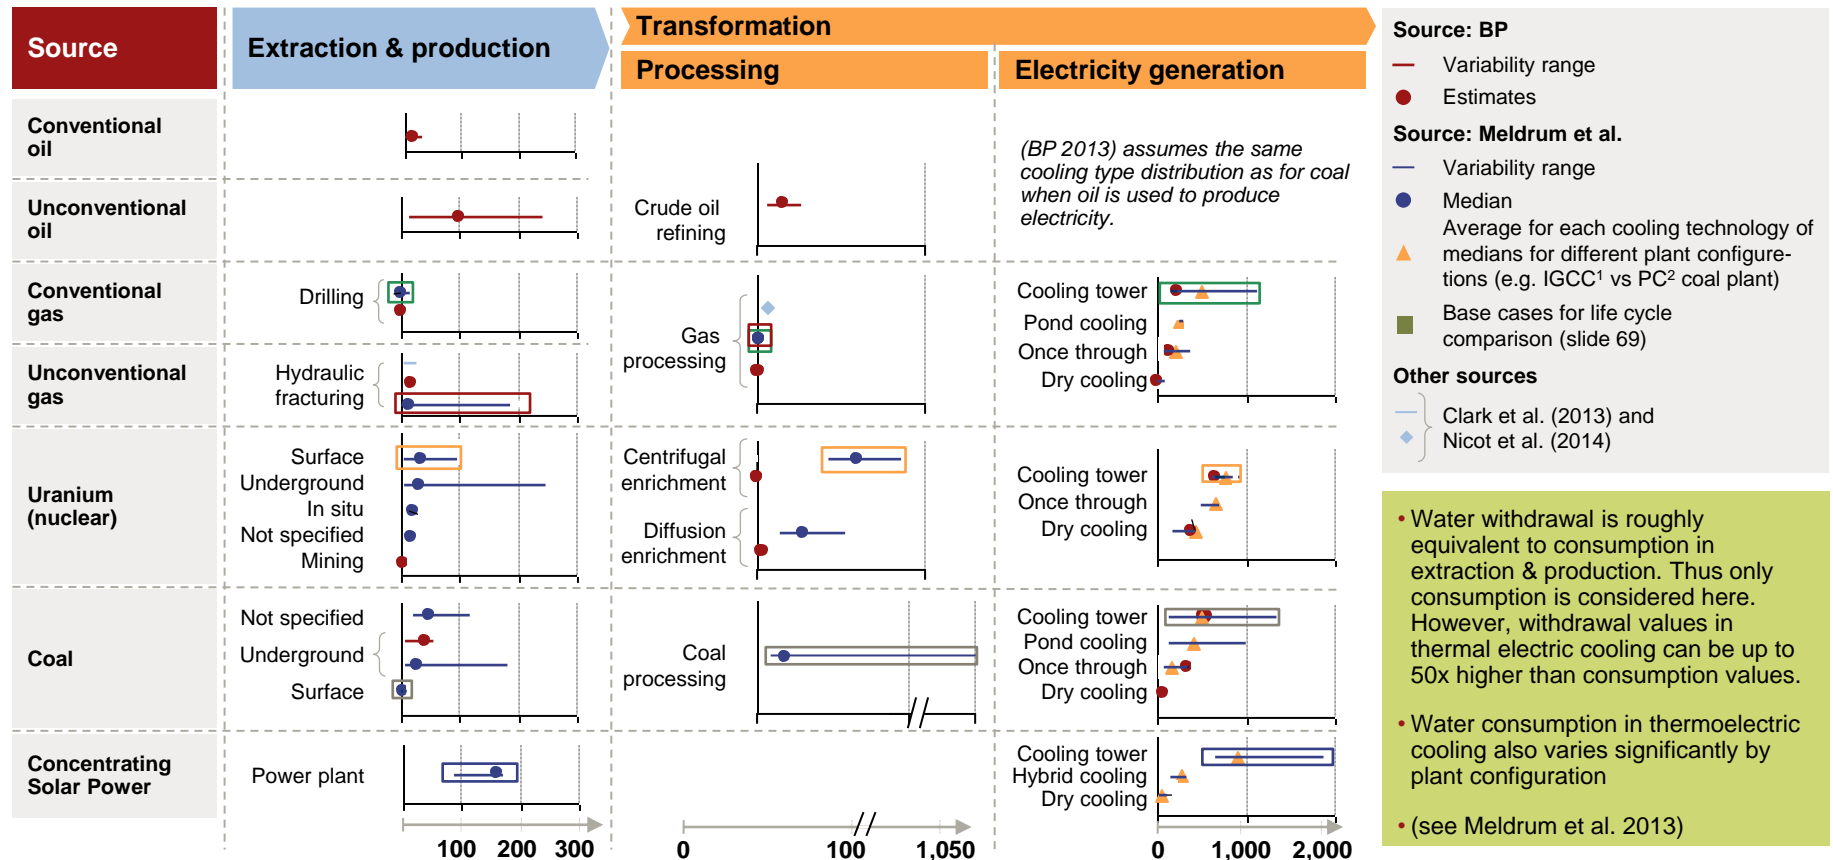 Source
Extraction & production
Transformation
Processing
Electricity generation
Conventional
oil
Unconventional
oil
Crude oil
refining
(BP 2013) assumes the same
cooling type distribution as for coal
when oil is used to produce
electricity.
Conventional
gas
Drilling
Gas
processing
Cooling tower
Pond cooling
Once through
Dry cooling
Unconventional
gas
Hydraulic
fracturing
Uranium
(nuclear)
Surface
Underground
In situ
Not specified
Mining
Centrifugal
enrichment
Diffusion
enrichment
Cooling tower
Once through
Dry cooling
Coal
Not specified
Underground
Surface
Coal
processing
Cooling tower
Pond cooling
Once through
Dry cooling
Concentrating
Solar Power
Power plant
Cooling tower
Hybrid cooling
Dry cooling
100 200 300
0 100 1,050
0 1,000 2,000
Source: BP
Variability range
Estimates
Source: Meldrum et al.
Variability range
Median
Average for each cooling technology of
medians for different plant configure-
tions (e.g. IGCC¹ vs PC² coal plant)
Base cases for life cycle
comparison (slide 69)
Other sources
Clark et al. (2013) and
Nicot et al. (2014)
• Water withdrawal is roughly
equivalent to consumption in
extraction & production. Thus only
consumption is considered here.
However, withdrawal values in
thermal electric cooling can be up to
50x higher than consumption values.
• Water consumption in thermoelectric
cooling also varies significantly by
plant configuration
• (see Meldrum et al. 2013)